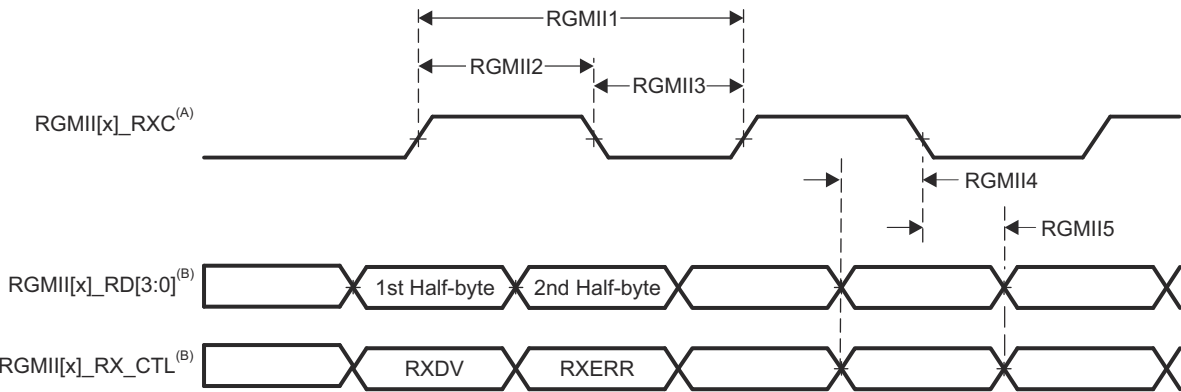 RGMII1
RGMII2
RGMII3
RGMII[x]_RXC(A)
RGMII4
RGMII5
RGMII[x]_RD[3:0](B)
1st Half-byte
2nd Half-byte
RGMII[x]_RX_CTL(B)
RXDV
RXERR